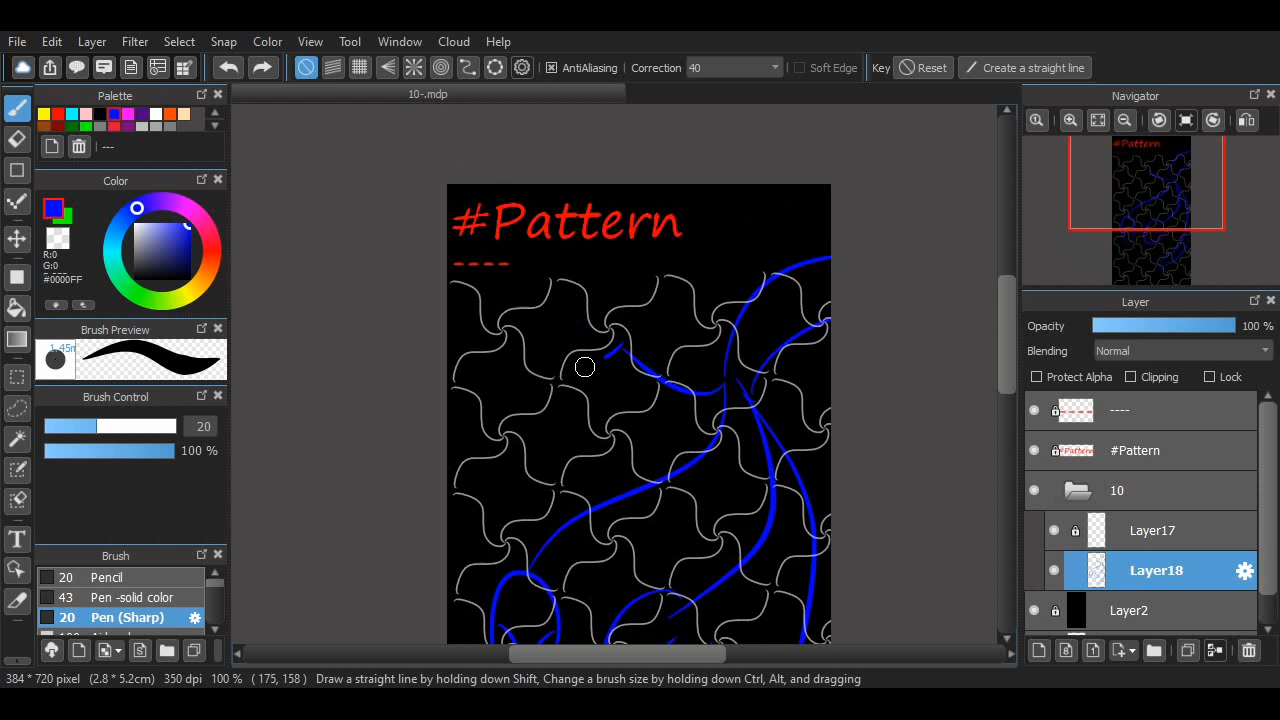 File Edit Layer Filter Select Snap Color View Tool Window Cloud Help
AntiAliasing Correction 40 Soft Edge Key Reset Create a straight line
Palette
10-.mdp
Navigator
---
Color
R:0
G:0
#0000FF
#Pattern
----
#Pattern
Brush Preview
Brush Control
20
100 %
Brush
20 Pencil
43 Pen -solid color
20 Pen (Sharp)
Layer
Opacity 100 %
Blending Normal
Protect Alpha Clipping Lock
----
#Pattern #Pattern
10
Layer17
Layer18
Layer2
384 * 720 pixel (2.8 * 5.2cm) 350 dpi 100 % ( 175, 158 ) Draw a straight line by holding down Shift, Change a brush size by holding down Ctrl, Alt, and dragging